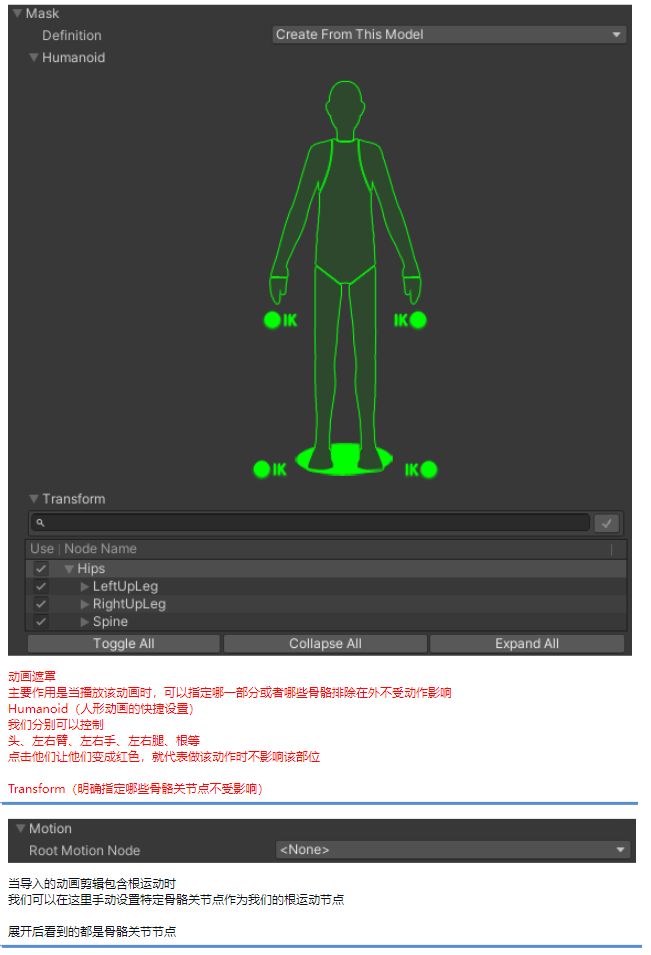 Mask
Definition Create From This Model
Humanoid
IK IK
IK IK
Transform
Use Node Name
Hips
LeftUpLeg
RightUpLeg
Spine
Toggle All Collapse All Expand All
动画遮罩
主要作用是当播放该动画时，可以指定哪一部分或者哪些骨骼排除在外不受动作影响
Humanoid（人形动画的快捷设置）
我们分别可以控制
头、左右臂、左右手、左右腿、根等
点击他们让他们变成红色，就代表做该动作时不影响该部位
Transform（明确指定哪些骨骼关节点不受影响）
Motion
Root Motion Node <None>
当导入的动画剪辑包含根运动时
我们可以在这里手动设置特定骨骼关节点作为我们的根运动节点
展开后看到的都是骨骼关节节点